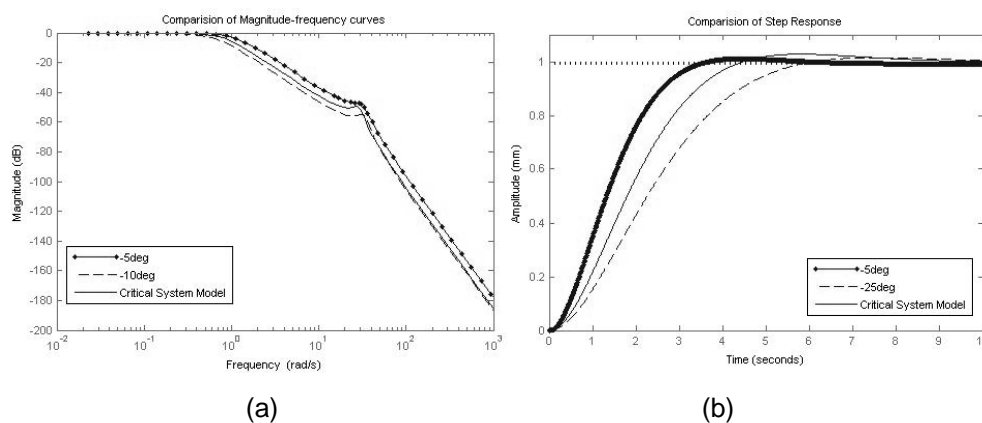 Comparision of Magnitude-frequency curves
0
-20
-40
-60
-80
-100
-120
-140
-160
-180
-200
Magnitude (dB)
-5deg
-10deg
Critical System Model
10^-2
10^-1
10^0
10^1
10^2
10^3
Frequency (rad/s)
(a)
Comparision of Step Response
1
0.8
0.6
0.4
0.2
0
Amplitude (mm)
-5deg
-25deg
Critical System Model
0 1 2 3 4 5 6 7 8 9 10
Time (seconds)
(b)